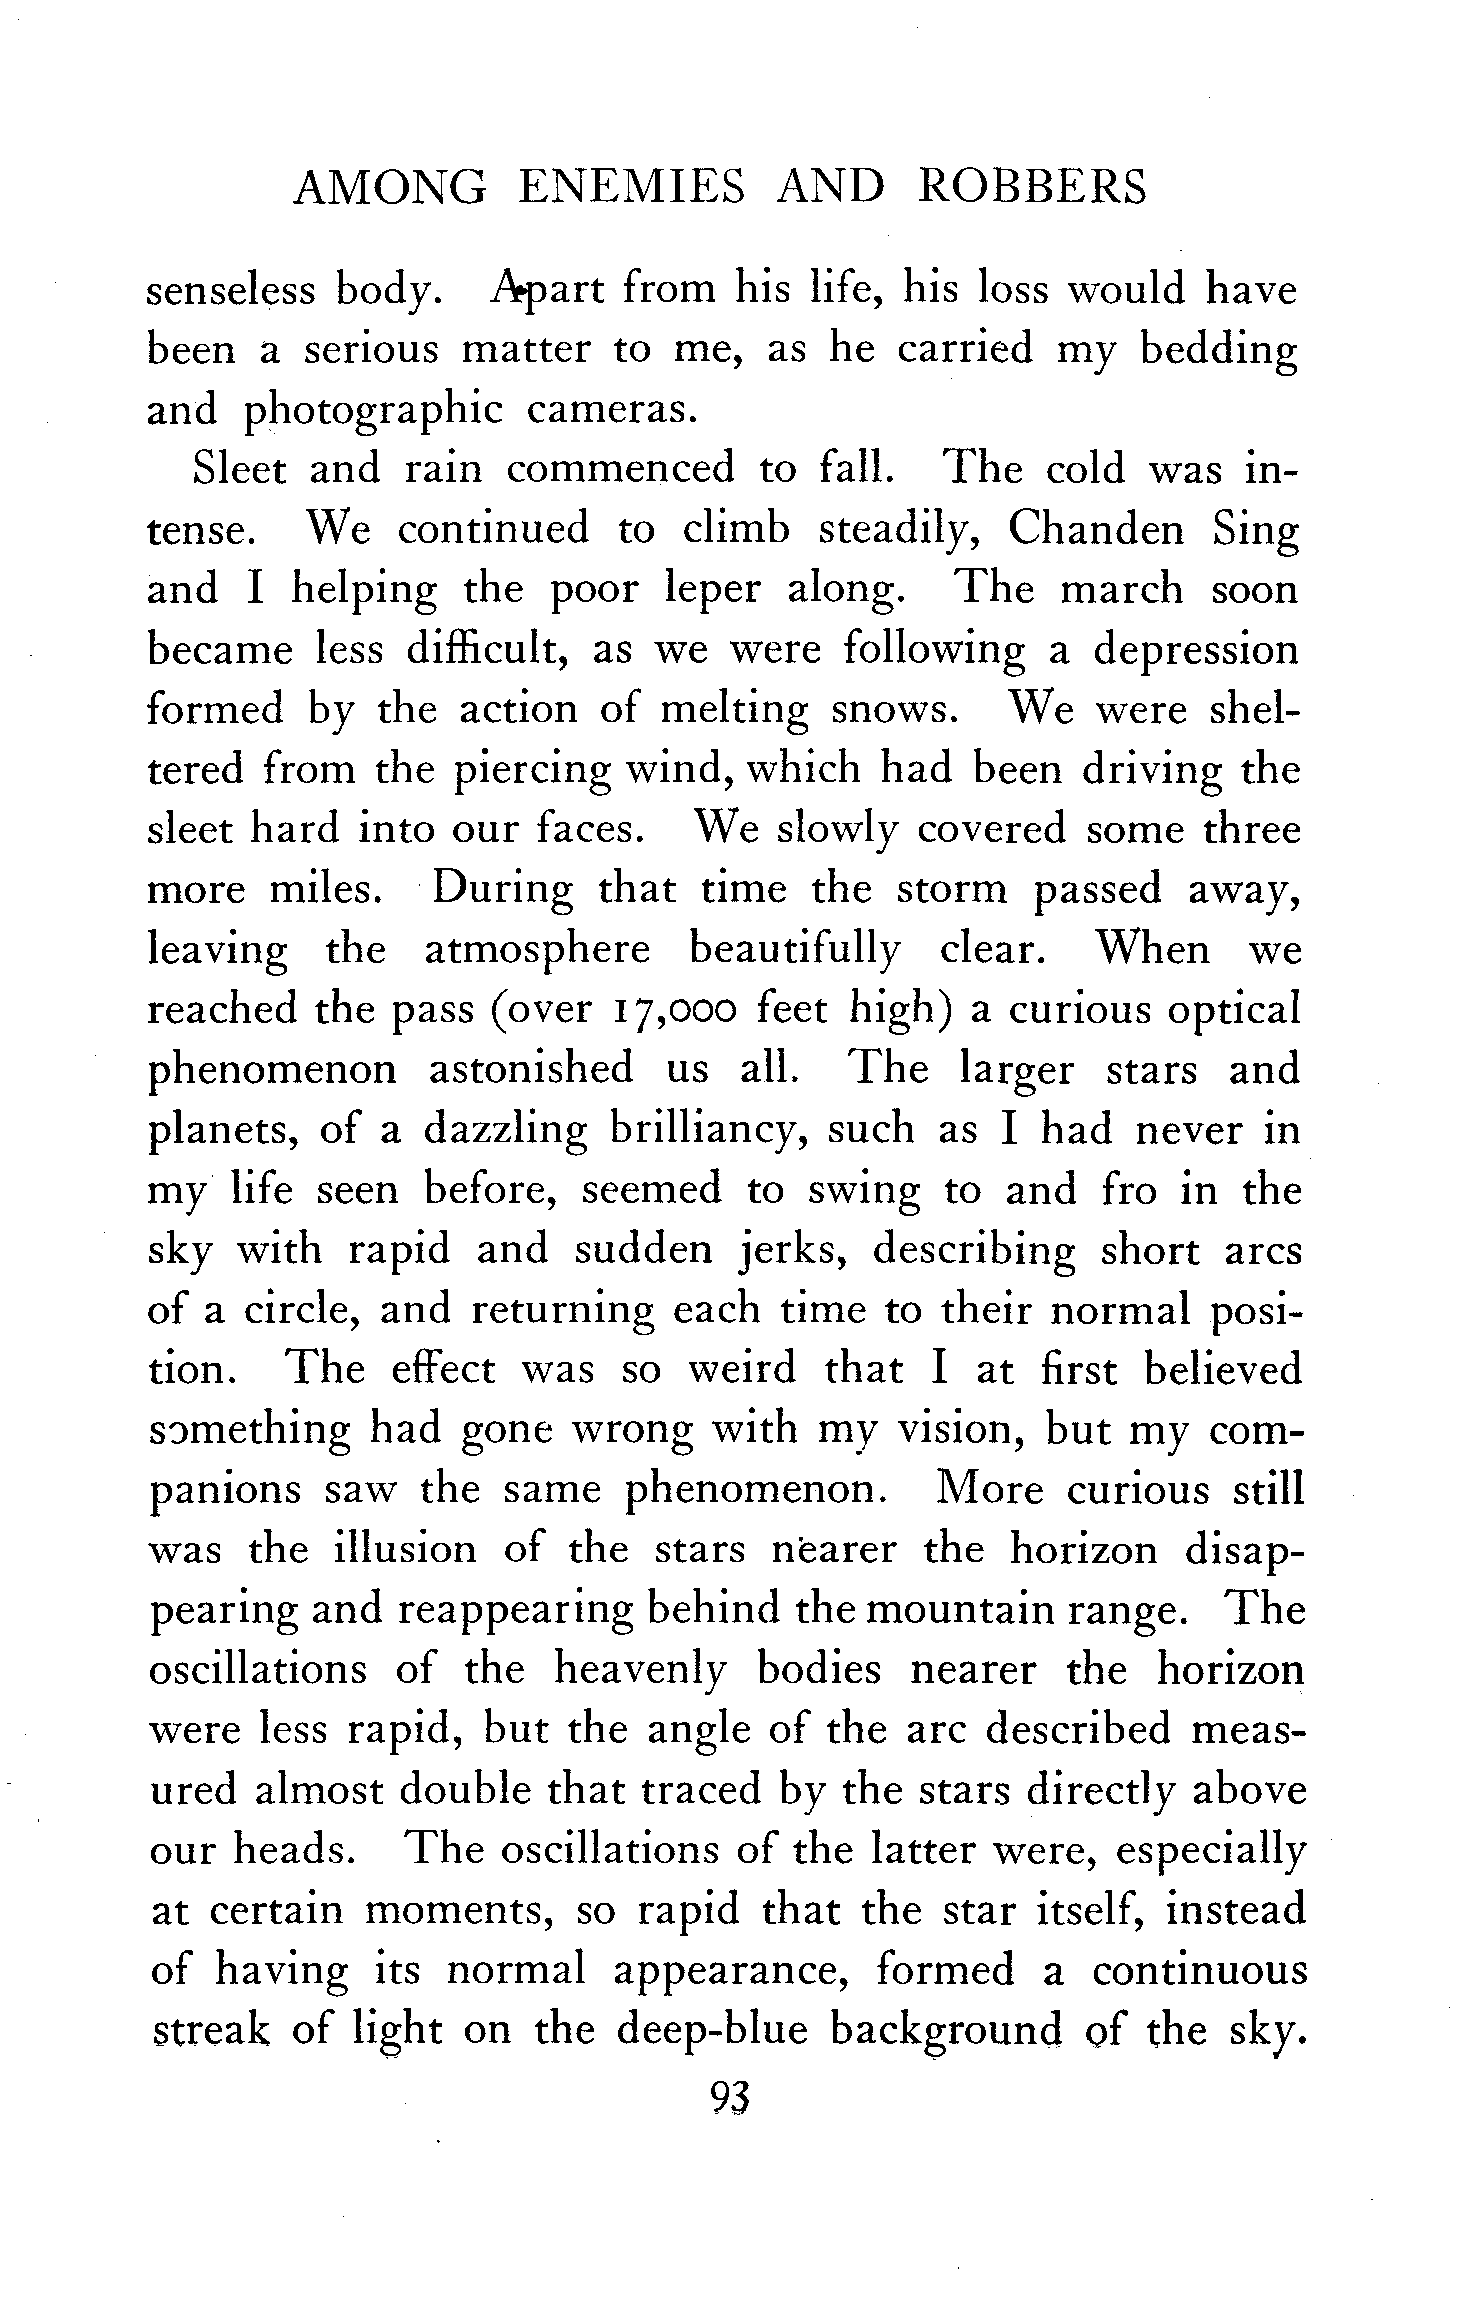 AMONG ENEMIES AND ROBBERS
senseless body. Apart from his life, his loss would have
been a serious matter to me, as he carried my bedding
and photographic cameras.
Sleet and rain commenced to fall. The cold was in-
tense. We continued to climb steadily, Chanden Sing
and I helping the poor leper along. The march soon
became less difficult, as we were following a depression
formed by the action of melting snows. We were shel-
tered from the piercing wind, which had been driving the
sleet hard into our faces. We slowly covered some three
more miles. During that time the storm passed away,
leaving the atmosphere beautifully clear. When we
reached the pass (over 17,000 feet high) a curious optical
phenomenon astonished us all. The larger stars and
planets, of a dazzling brilliancy, such as I had never in
my life seen before, seemed to swing to and fro in the
sky with rapid and sudden jerks, describing short arcs
of a circle, and returning each time to their normal posi-
tion. The effect was so weird that I at first believed
something had gone wrong with my vision, but my com-
panions saw the same phenomenon. More curious still
was the illusion of the stars nearer the horizon disap-
pearing and reappearing behind the mountain range. The
oscillations of the heavenly bodies nearer the horizon
were less rapid, but the angle of the arc described meas-
ured almost double that traced by the stars directly above
our heads. The oscillations of the latter were, especially
at certain moments, so rapid that the star itself, instead
of having its normal appearance, formed a continuous
streak of light on the deep-blue background of the sky.
93